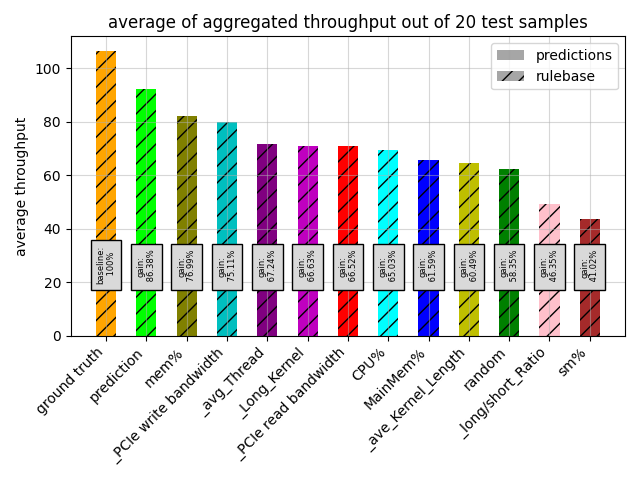 average of aggregated throughput out of 20 test samples
predictions
rulebase
average throughput
100
80
60
40
20
0
baseline:
100%
gain:
86.38%
gain:
76.99%
gain:
75.11%
gain:
67.24%
gain:
66.63%
gain:
66.52%
gain:
65.03%
gain:
61.59%
gain:
60.49%
gain:
58.35%
gain:
46.35%
gain:
41.02%
ground truth
prediction
mem%
_PCIe write bandwidth
_avg_Thread
_Long_Kernel
_PCIe read bandwidth
CPU%
MainMem%
_ave_Kernel_Length
random
_long/short_Ratio
sm%